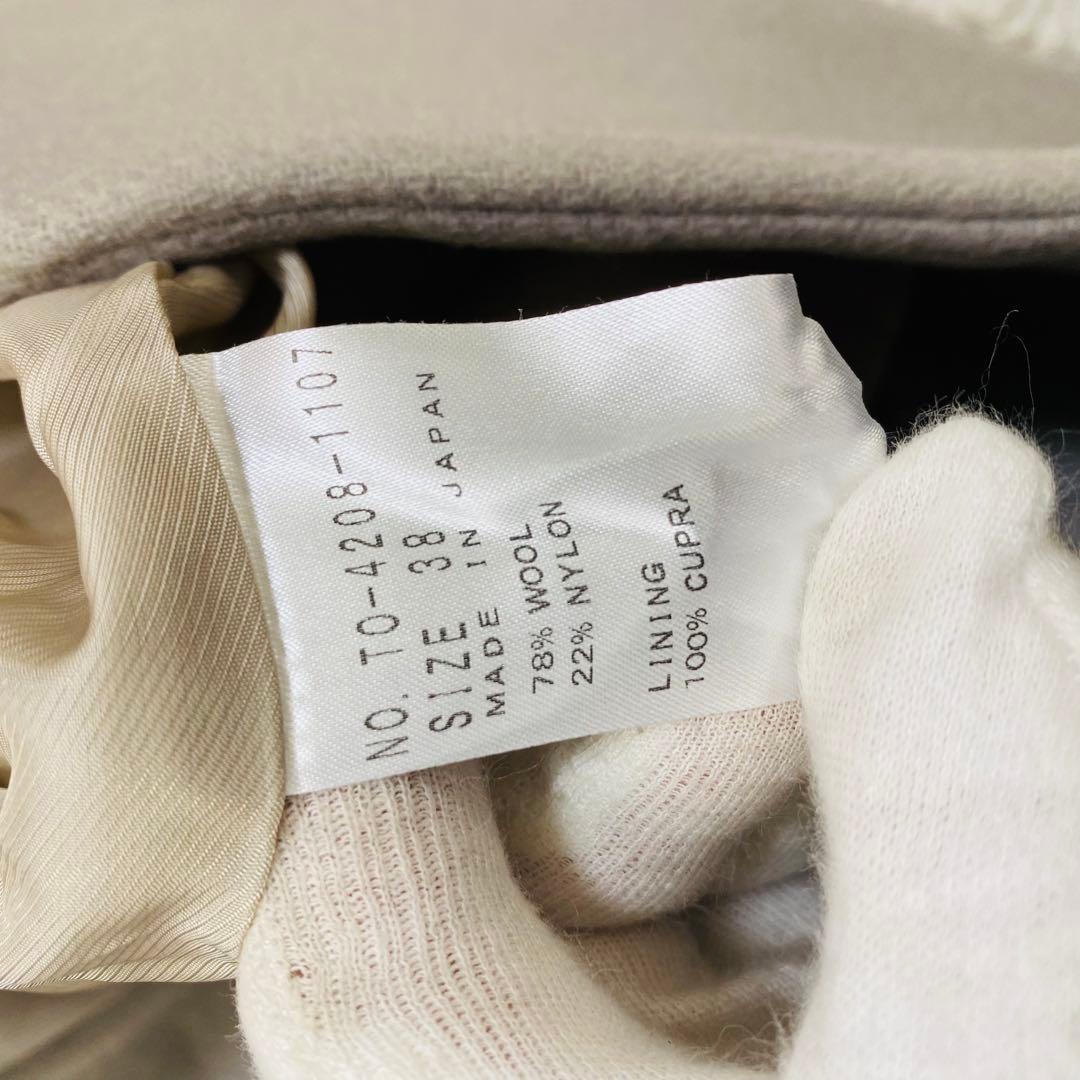 NO. TO-4208-1107
SIZE 38
MADE IN JAPAN
78% WOOL
22% NYLON
LINING
100% CUPRA